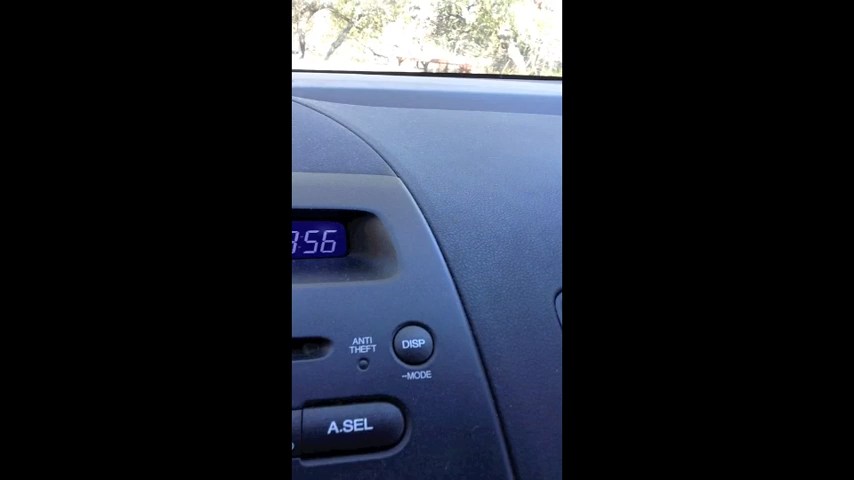 :56
ANTI
THEFT
DISP
-MODE
A.SEL